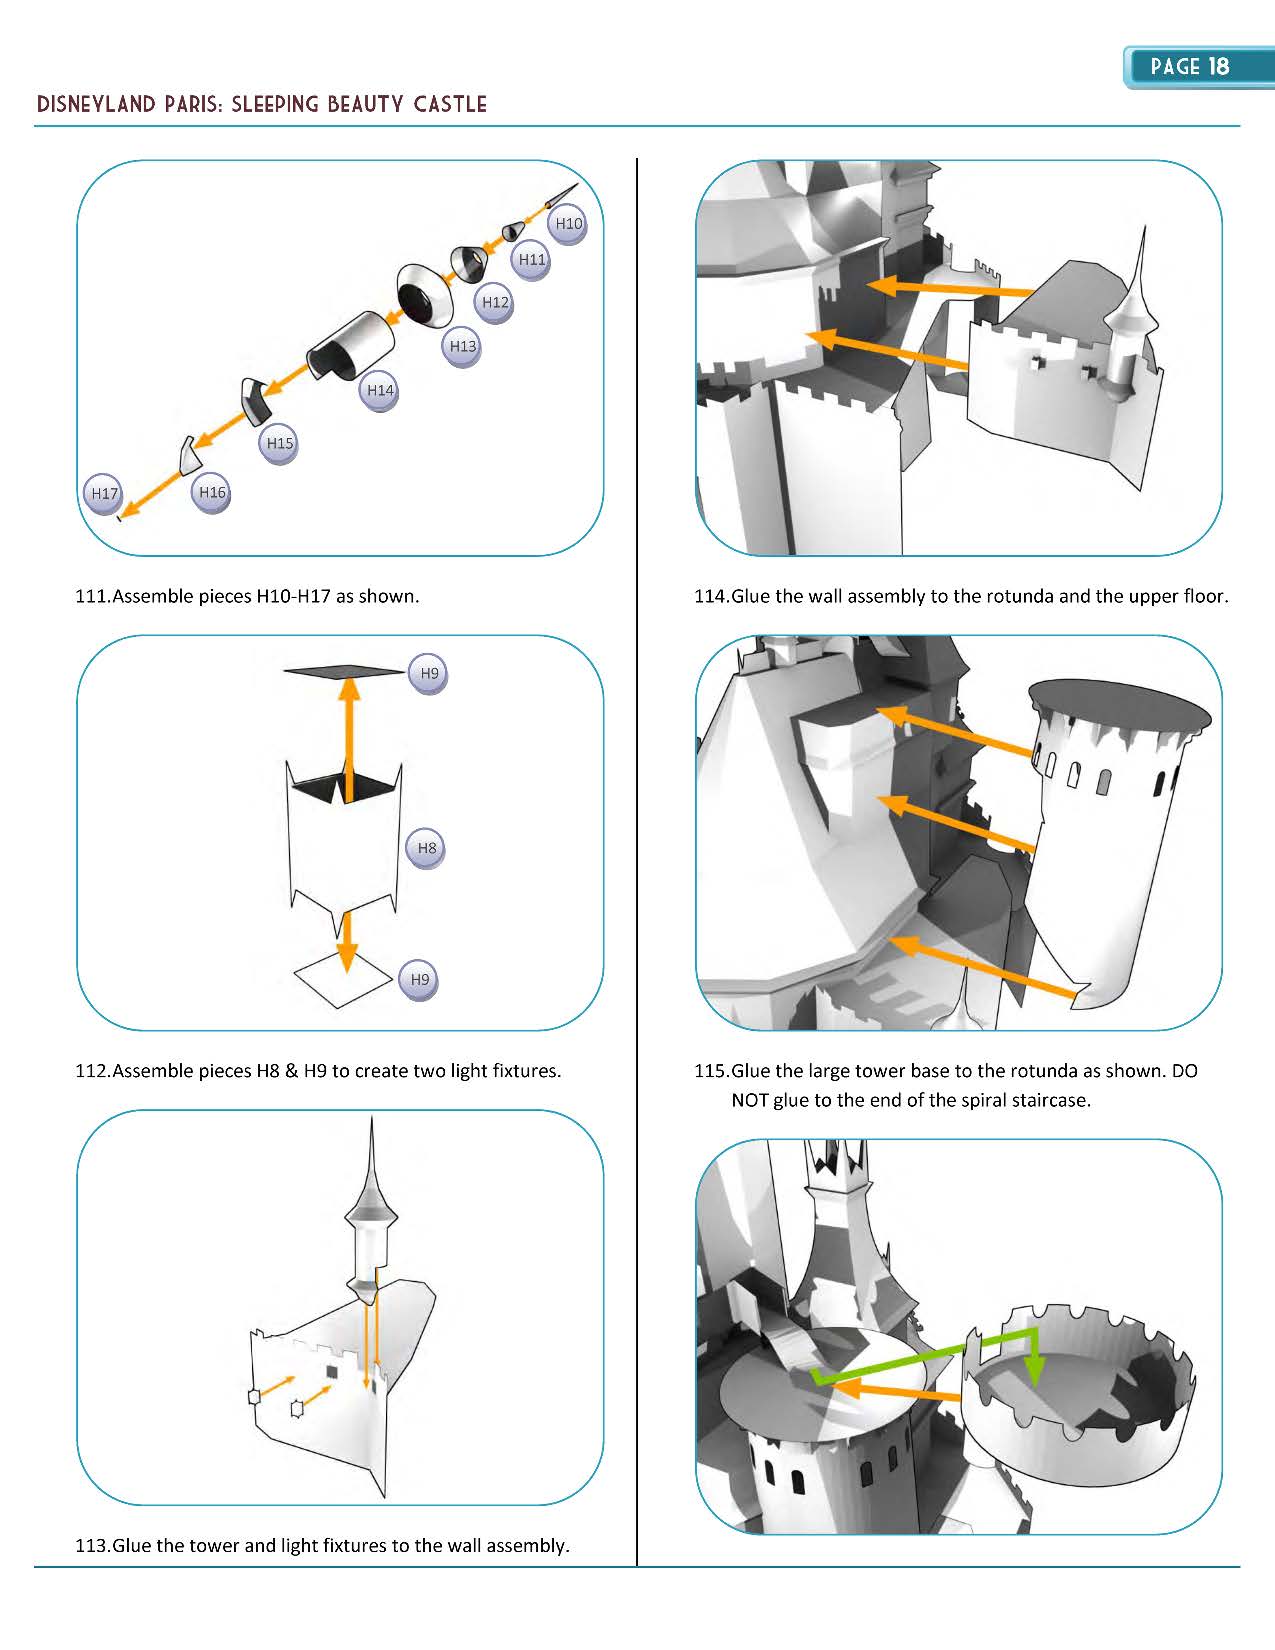 PAGE 18
DISNEYLAND PARIS: SLEEPING BEAUTY CASTLE
H10
H11
H12
H13
H14
H15
H16
H17
111.Assemble pieces H10-H17 as shown.
H9
H8
H9
112.Assemble pieces H8 & H9 to create two light fixtures.
113.Glue the tower and light fixtures to the wall assembly.
114.Glue the wall assembly to the rotunda and the upper floor.
115.Glue the large tower base to the rotunda as shown. DO
NOT glue to the end of the spiral staircase.